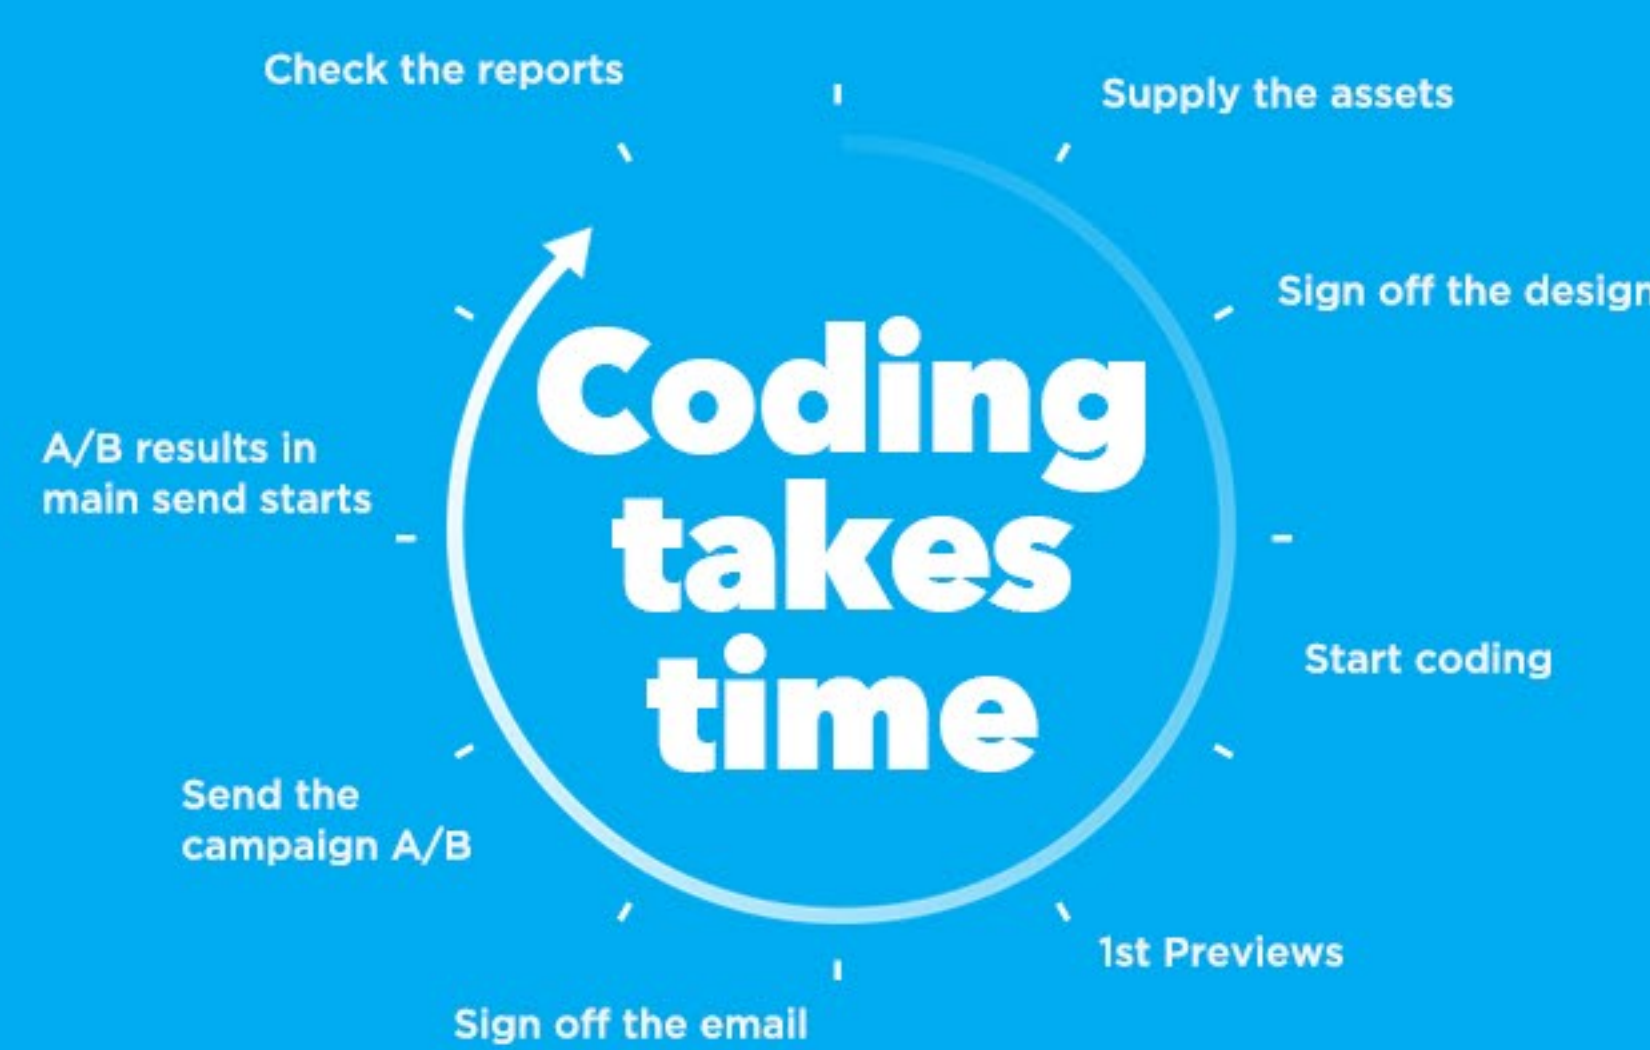 Check the reports
Supply the assets
Sign off the design
Coding
takes
time
A/B results in
main send starts
Start coding
Send the
campaign A/B
1st Previews
Sign off the email